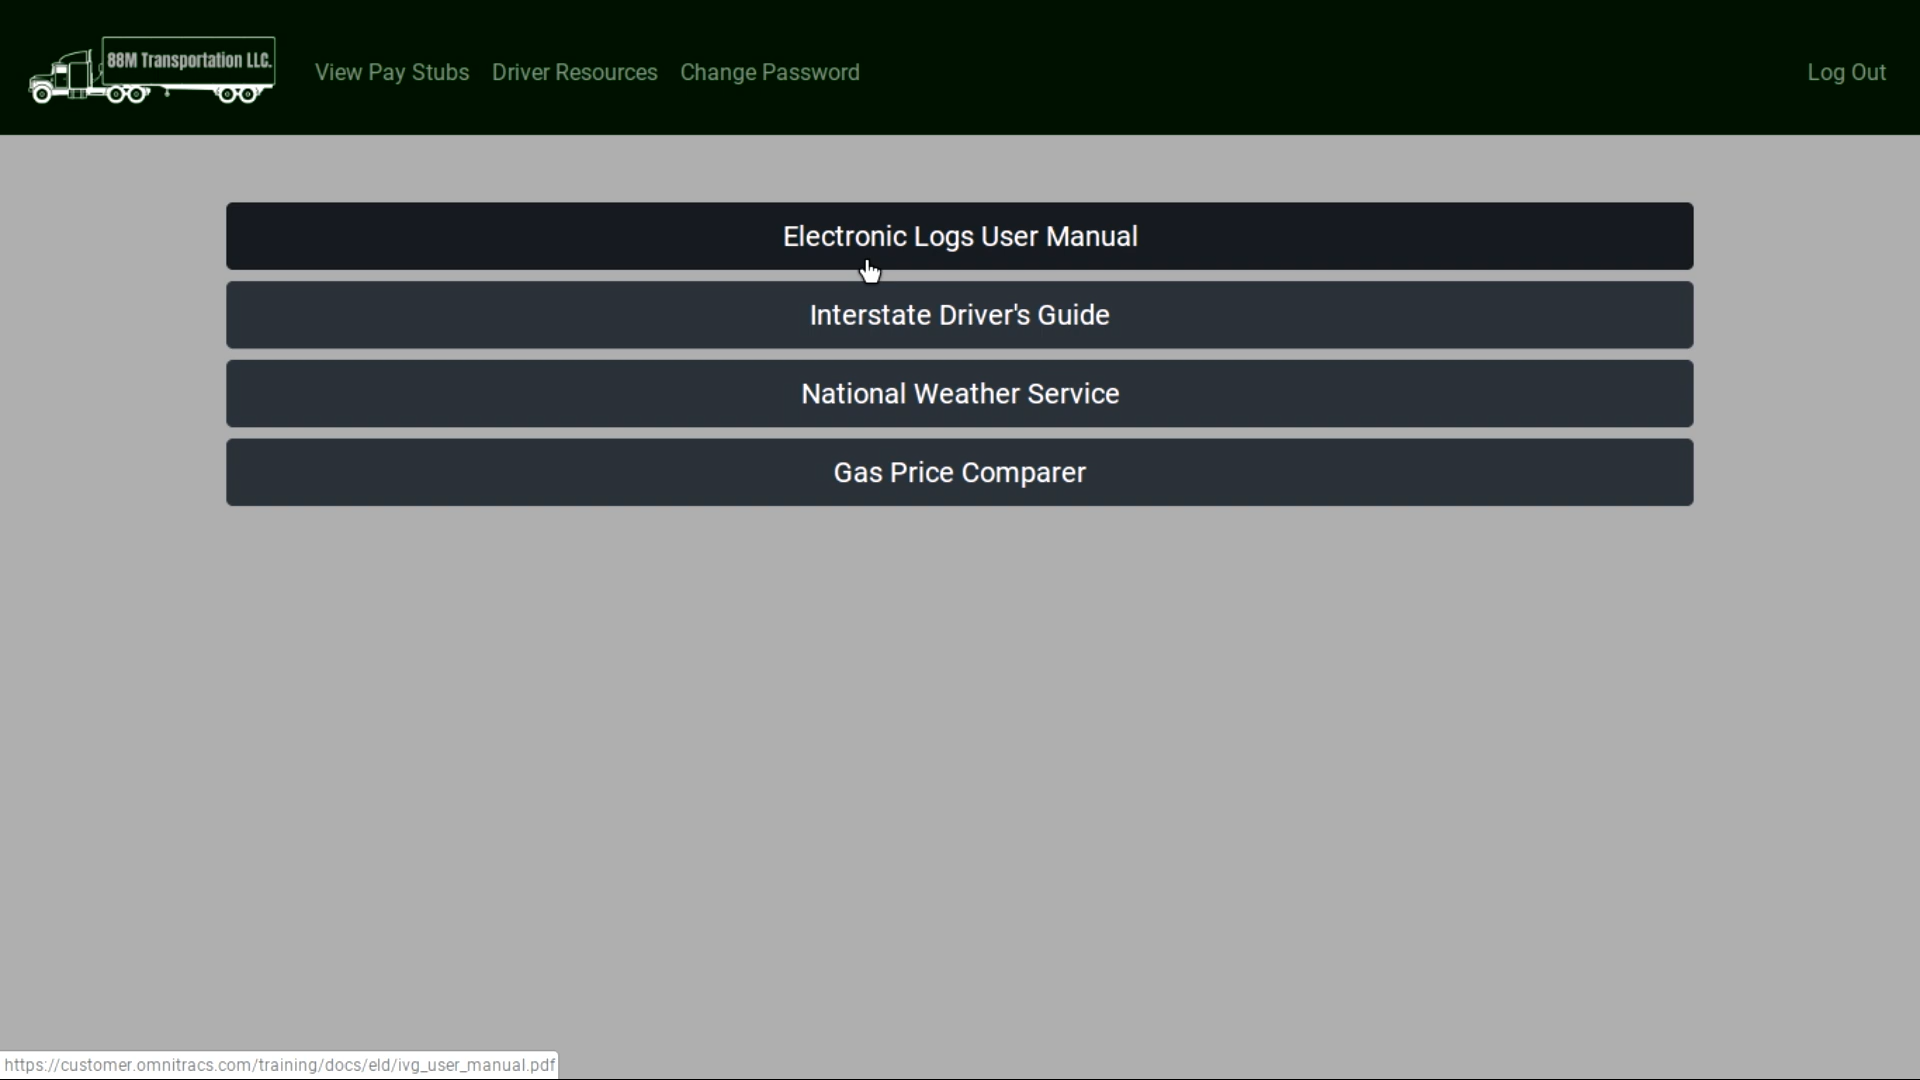 88M Transportation LLC.
View Pay Stubs Driver Resources Change Password Log Out
Electronic Logs User Manual
Interstate Driver's Guide
National Weather Service
Gas Price Comparer
https://customer.omnitracs.com/training/docs/eld/ivg_user_manual.pdf